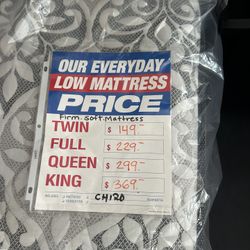 OUR EVERYDAY
LOW MATTRESS
PRICE
Firm. Soft. Mattress
TWIN $ 149.-
FULL $ 229.-
QUEEN $ 299.-
KING $ 369.-
CHIRO